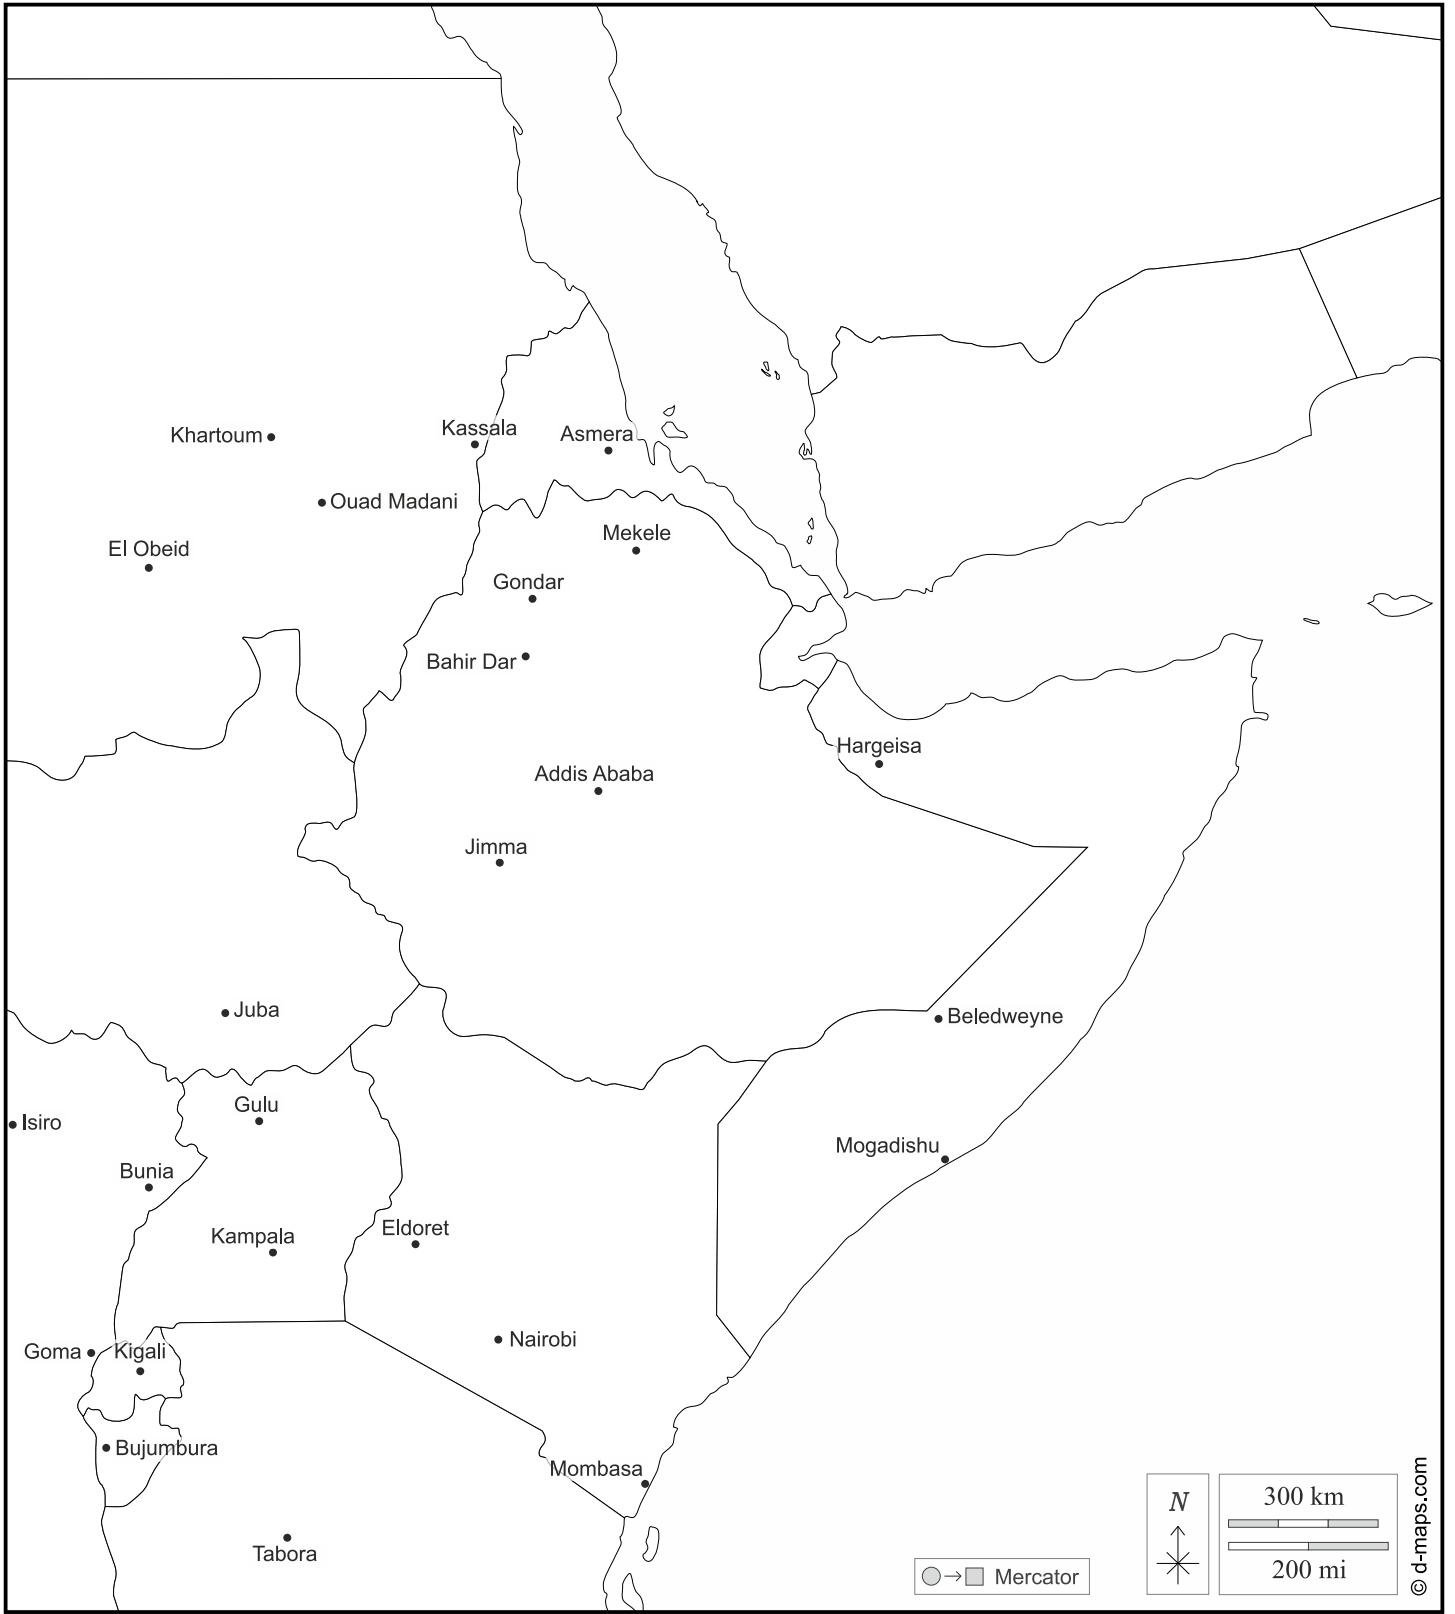 Khartoum
Kassala
Asmera
Ouad Madani
Mekele
El Obeid
Gondar
Bahir Dar
Hargeisa
Addis Ababa
Jimma
Juba
Beledweyne
Gulu
Isiro
Mogadishu
Bunia
Eldoret
Kampala
Nairobi
Goma
Kigali
Bujumbura
Mombasa
Tabora
N
300 km
200 mi
Mercator
© d-maps.com